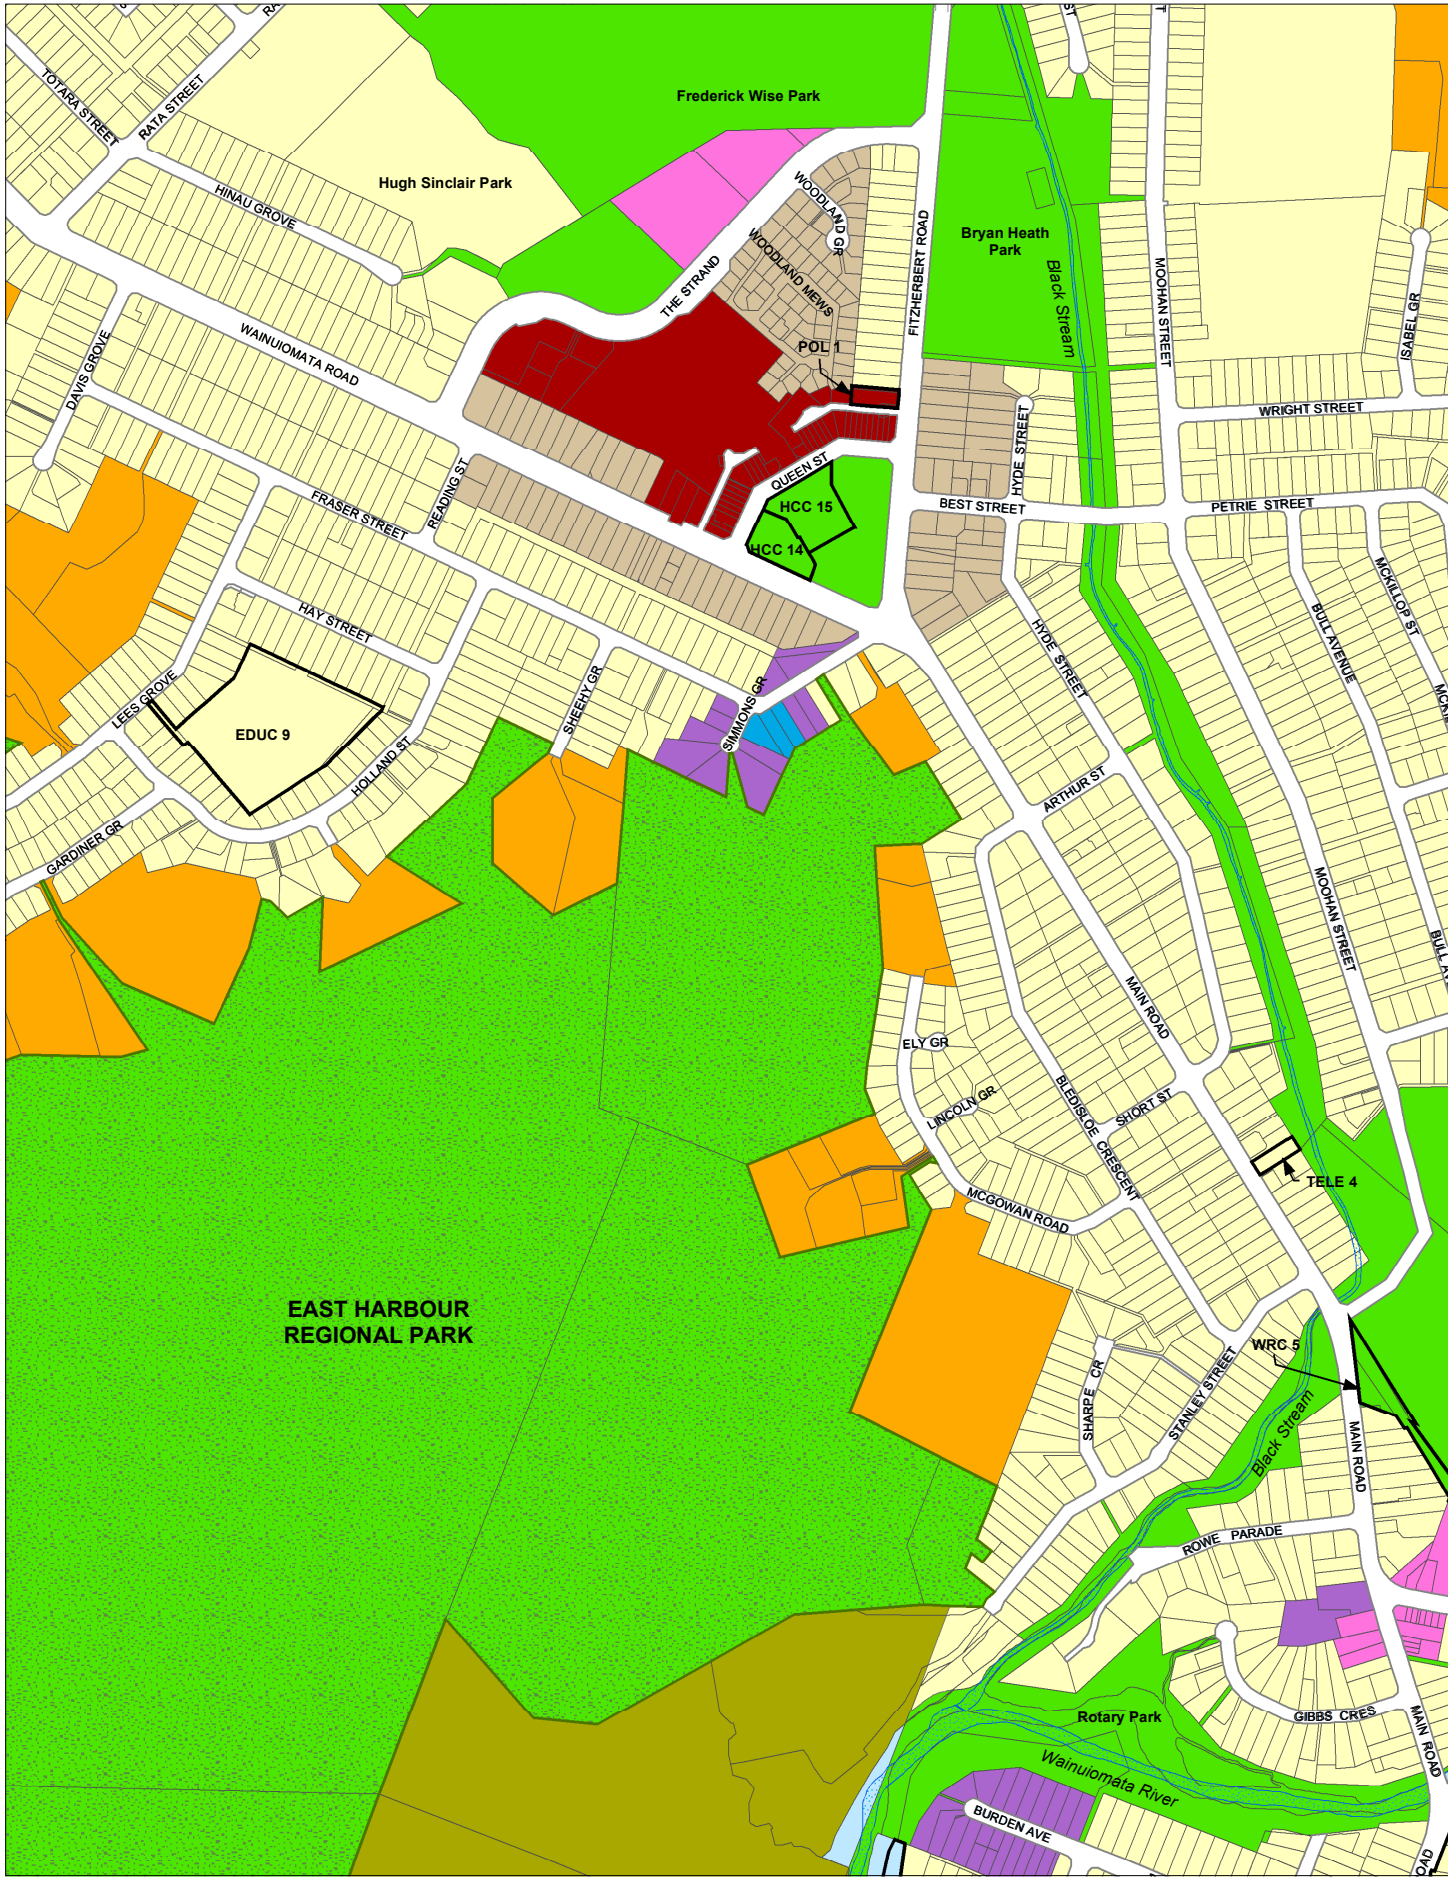 TOTARA STREET
RATA STREET
Frederick Wise Park
Hugh Sinclair Park
HINAU GROVE
WOODLAND GR
WOODLAND MEWS
THE STRAND
FITZHERBERT ROAD
Bryan Heath
Park
Black Stream
MOOHAN STREET
ISABEL GR
WAINUIOMATA ROAD
DAVIS GROVE
POL 1
WRIGHT STREET
HYDE STREET
READING ST
FRASER STREET
QUEEN ST
HCC 15
HCC 14
BEST STREET
PETRIE STREET
MCKILLOP ST
BULL AVENUE
HAY STREET
LEES GROVE
EDUC 9
HOLLAND ST
SHEEHY GR
SIMMONS GR
HYDE STREET
ARTHUR ST
GARDINER GR
MOOHAN STREET
MAIN ROAD
ELY GR
LINCOLN GR
BLEDISLOE CRESCENT
SHORT ST
TELE 4
MCGOWAN ROAD
EAST HARBOUR
REGIONAL PARK
WRC 5
SHARPE CR
STANLEY STREET
Black Stream
MAIN ROAD
ROWE PARADE
Rotary Park
GIBBS CRES
MAIN ROAD
Wainuiomata River
BURDEN AVE
OAD